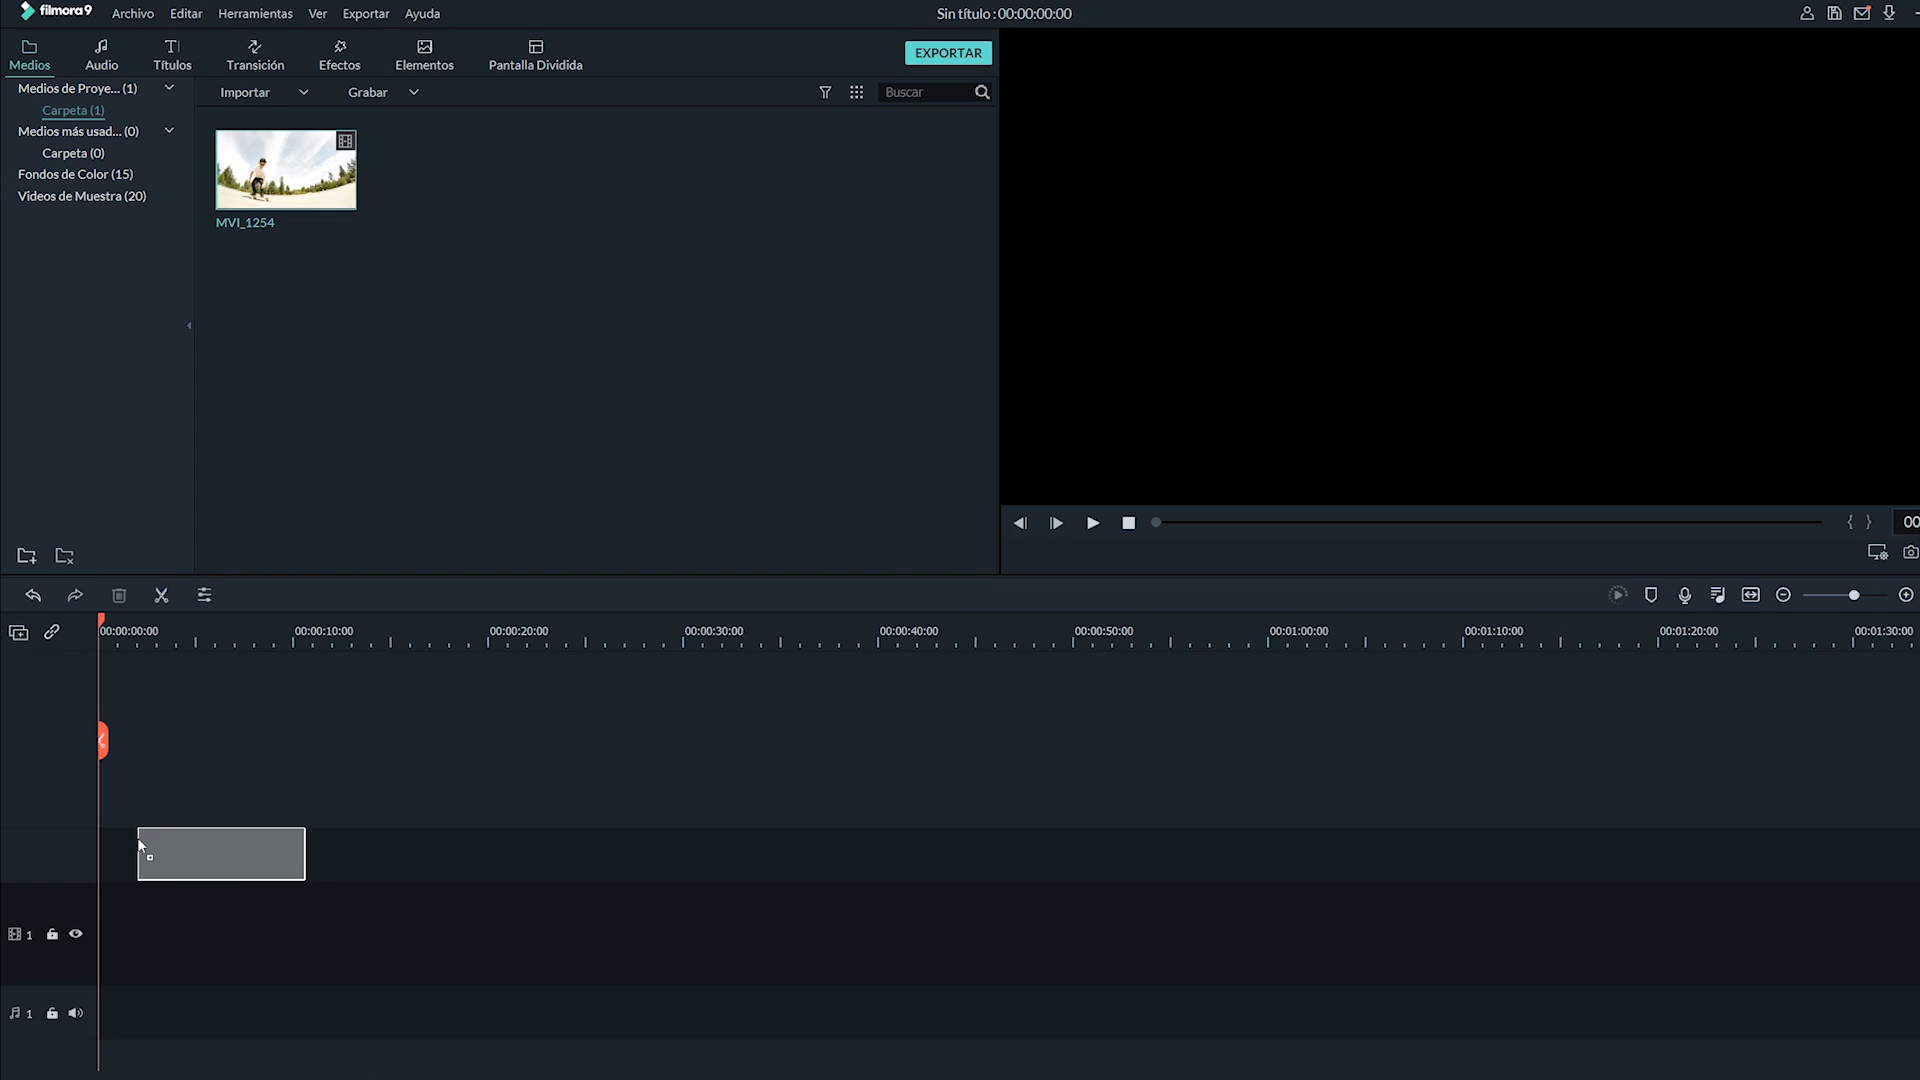 filmora9 Archivo Editar Herramientas Ver Exportar Ayuda Sin título : 00:00:00:00
Medios Audio Títulos Transición Efectos Elementos Pantalla Dividida EXPORTAR
Medios de Proye... (1)
Carpeta (1)
Medios más usad... (0)
Carpeta (0)
Fondos de Color (15)
Videos de Muestra (20)
Importar Grabar Buscar
MVI_1254
00
00:00:00:00 00:00:10:00 00:00:20:00 00:00:30:00 00:00:40:00 00:00:50:00 00:01:00:00 00:01:10:00 00:01:20:00 00:01:30:00
1
1